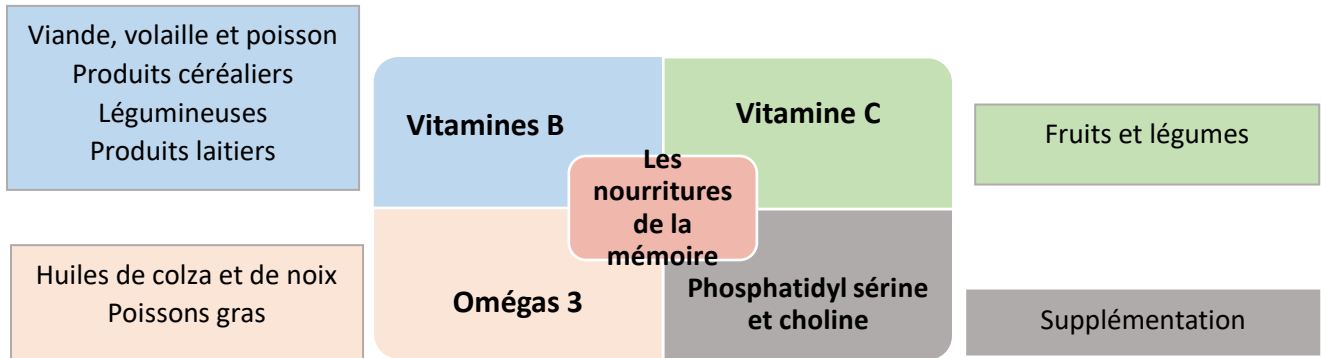 Viande, volaille et poisson
Produits céréaliers
Légumineuses
Produits laitiers
Vitamines B
Vitamine C
Fruits et légumes
Les
nourritures
de la
mémoire
Huiles de colza et de noix
Poissons gras
Omégas 3
Phosphatidyl sérine
et choline
Supplémentation